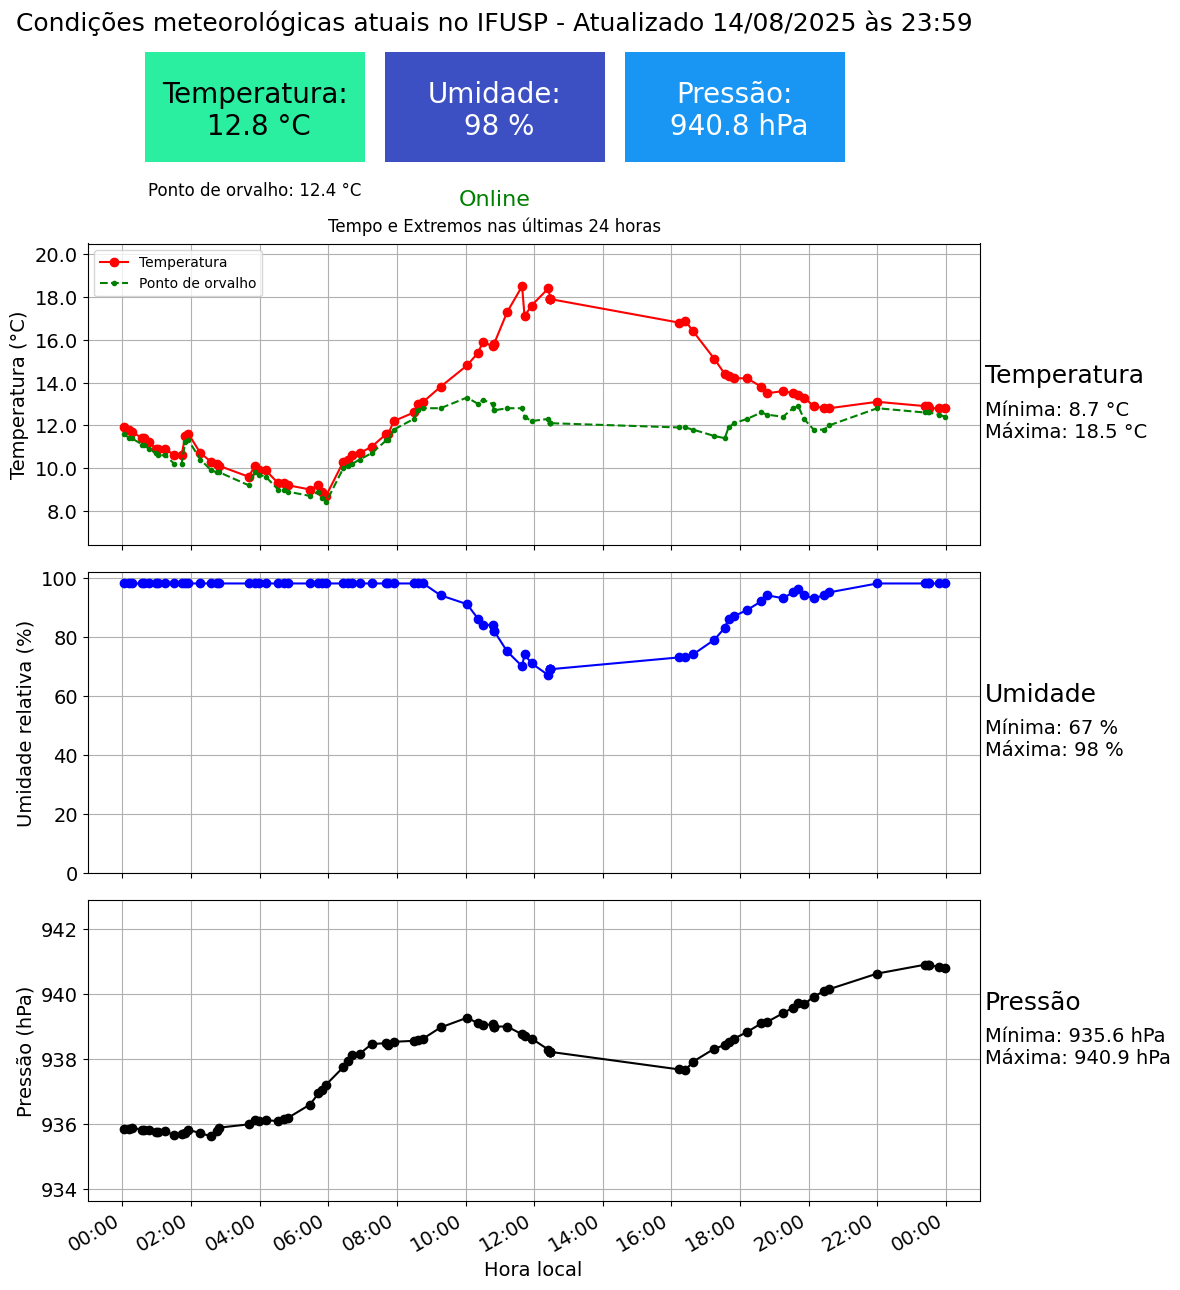 Condições meteorológicas atuais no IFUSP - Atualizado 14/08/2025 às 23:59
Temperatura:
12.8 °C
Umidade:
98 %
Pressão:
940.8 hPa
Ponto de orvalho: 12.4 °C
Online
Tempo e Extremos nas últimas 24 horas
Temperatura
Ponto de orvalho
Temperatura (°C)
20.0
18.0
16.0
14.0
12.0
10.0
8.0
Temperatura
Mínima: 8.7 °C
Máxima: 18.5 °C
Umidade relativa (%)
100
80
60
40
20
0
Umidade
Mínima: 67 %
Máxima: 98 %
Pressão (hPa)
942
940
938
936
934
Pressão
Mínima: 935.6 hPa
Máxima: 940.9 hPa
00:00 02:00 04:00 06:00 08:00 10:00 12:00 14:00 16:00 18:00 20:00 22:00 00:00
Hora local